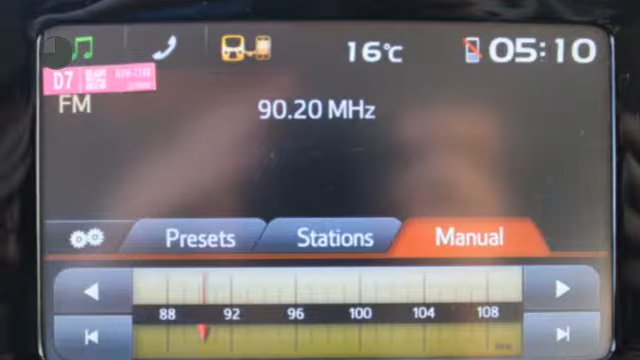 16°C
05:10
D7
FM
90.20 MHz
Presets
Stations
Manual
88 92 96 100 104 108